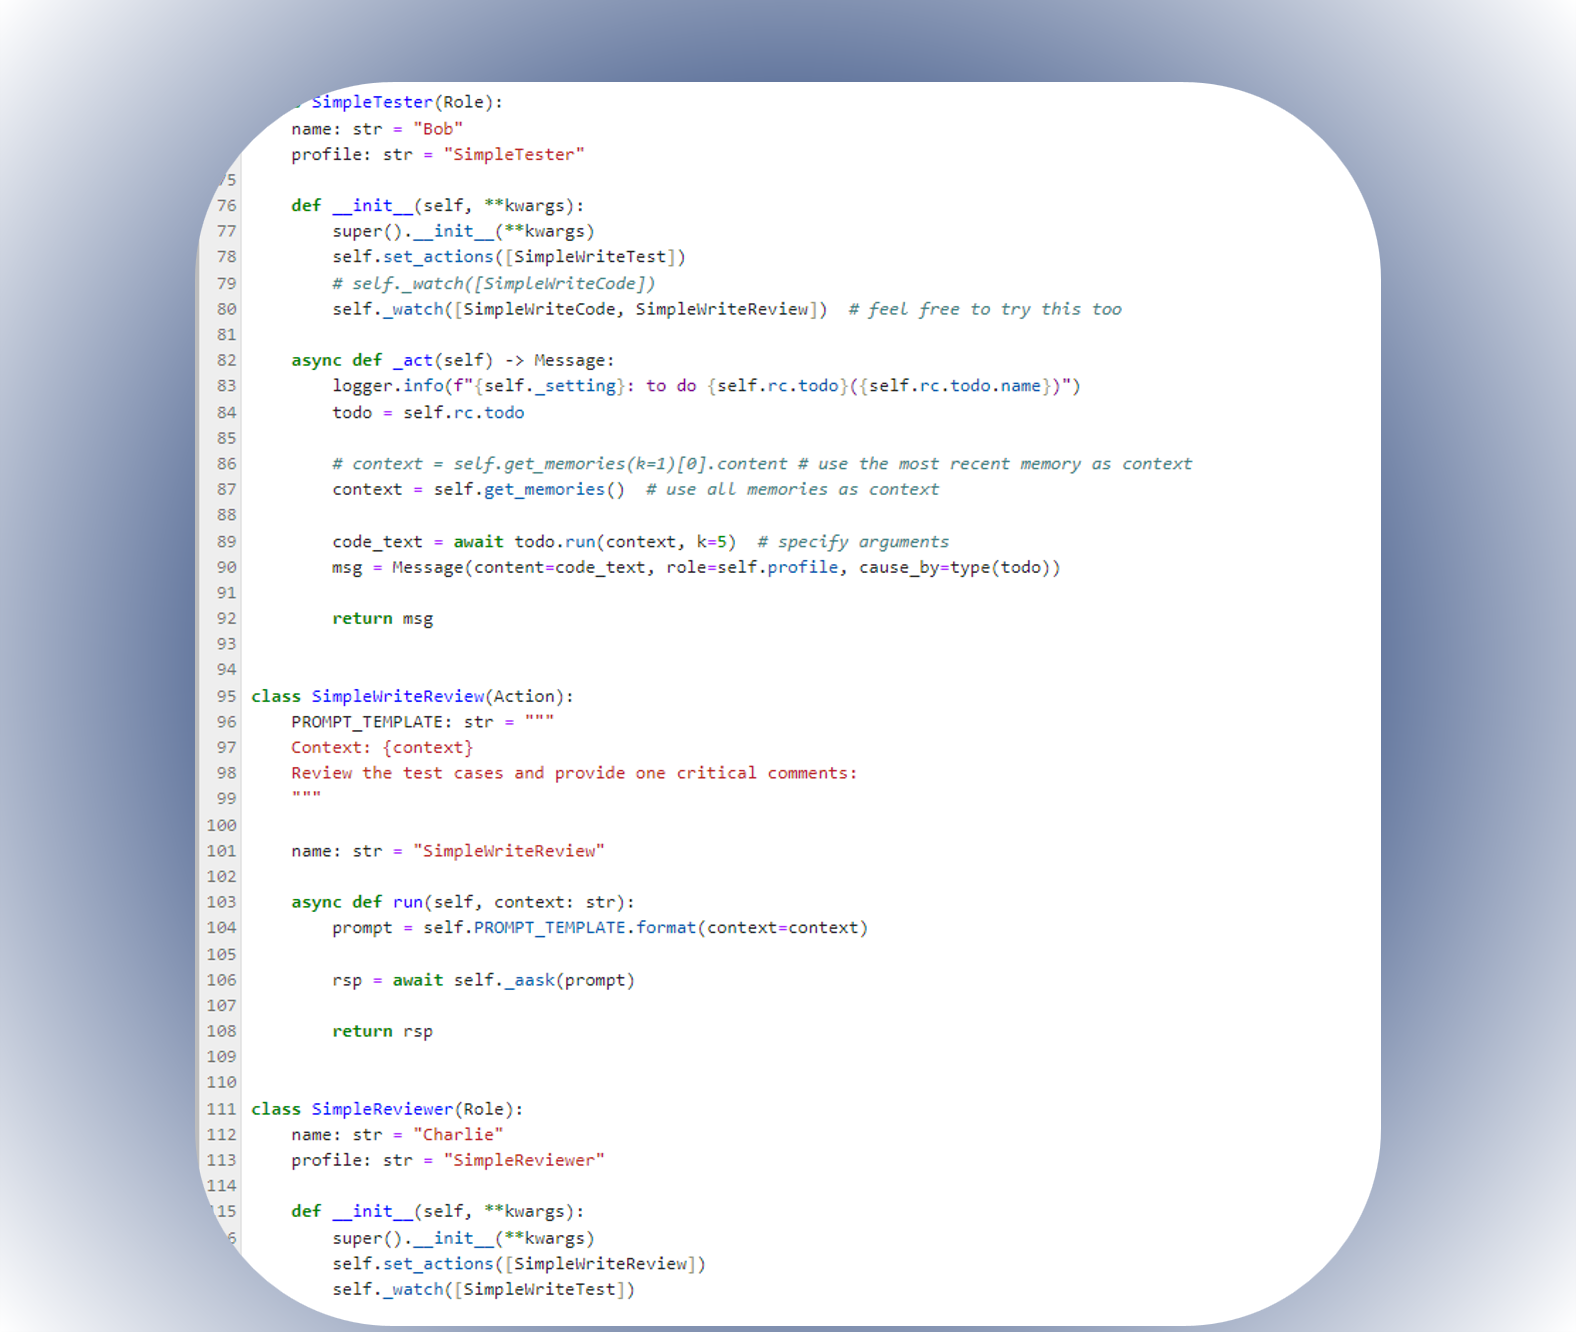 SimpleTester(Role):
    name: str = "Bob"
    profile: str = "SimpleTester"
75
76    def __init__(self, **kwargs):
77        super().__init__(**kwargs)
78        self.set_actions([SimpleWriteTest])
79        # self._watch([SimpleWriteCode])
80        self._watch([SimpleWriteCode, SimpleWriteReview])  # feel free to try this too
81
82    async def _act(self) -> Message:
83        logger.info(f"{self._setting}: to do {self.rc.todo}({self.rc.todo.name})")
84        todo = self.rc.todo
85
86        # context = self.get_memories(k=1)[0].content # use the most recent memory as context
87        context = self.get_memories()  # use all memories as context
88
89        code_text = await todo.run(context, k=5)  # specify arguments
90        msg = Message(content=code_text, role=self.profile, cause_by=type(todo))
91
92        return msg
93
94
95 class SimpleWriteReview(Action):
96    PROMPT_TEMPLATE: str = """
97    Context: {context}
98    Review the test cases and provide one critical comments:
99    """
100
101    name: str = "SimpleWriteReview"
102
103    async def run(self, context: str):
104        prompt = self.PROMPT_TEMPLATE.format(context=context)
105
106        rsp = await self._aask(prompt)
107
108        return rsp
109
110
111 class SimpleReviewer(Role):
112    name: str = "Charlie"
113    profile: str = "SimpleReviewer"
114
115    def __init__(self, **kwargs):
6        super().__init__(**kwargs)
        self.set_actions([SimpleWriteReview])
        self._watch([SimpleWriteTest])